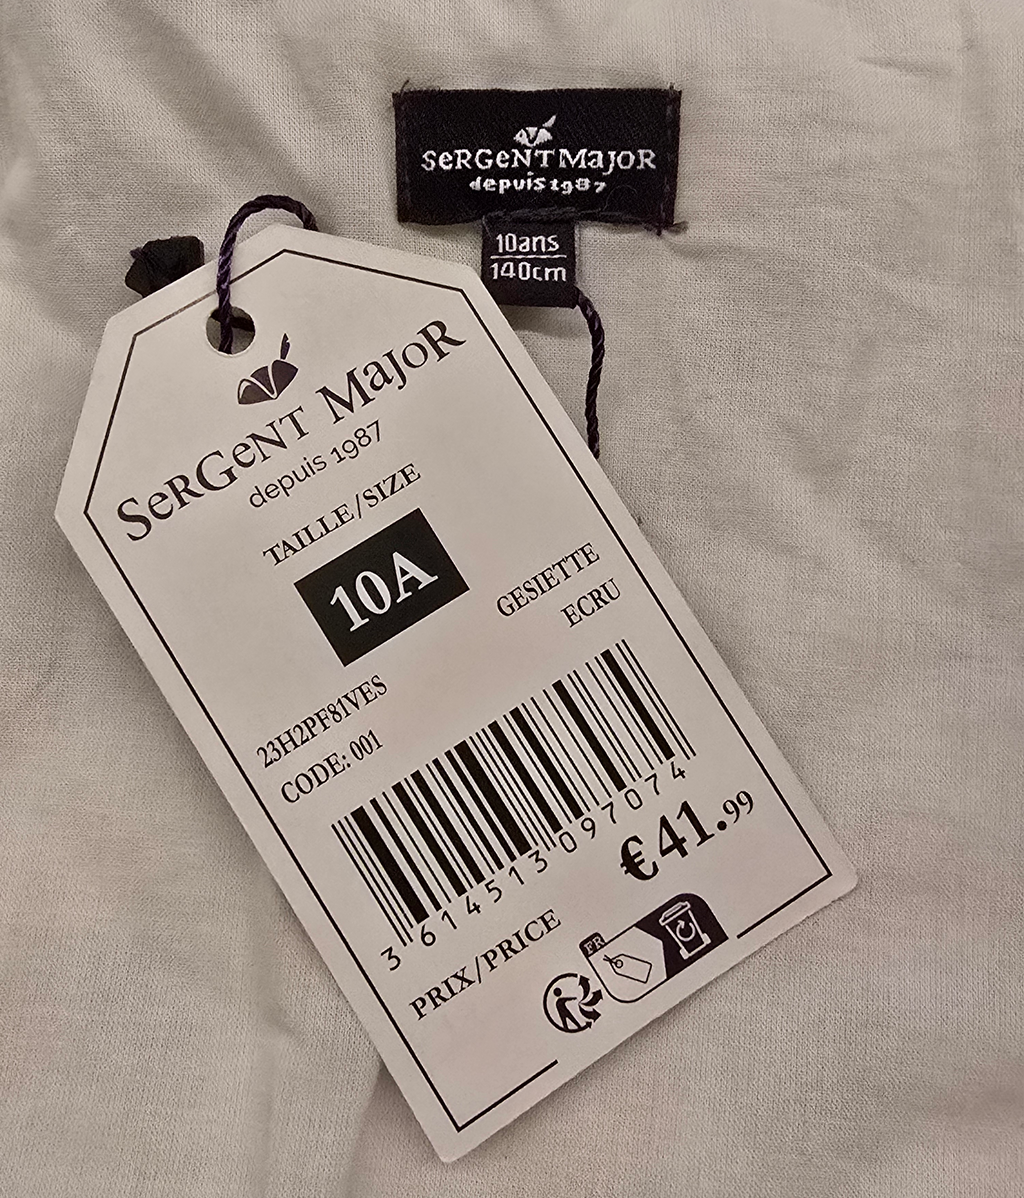 SeRGeNT MaJoR
depuis 1987
10ans
140cm
SeRGeNT MaJoR
depuis 1987
TAILLE/SIZE
10A
GESIETTE
ECRU
23H2PF81VES
CODE: 001
3 614513 097074
€41.99
PRIX/PRICE
FR